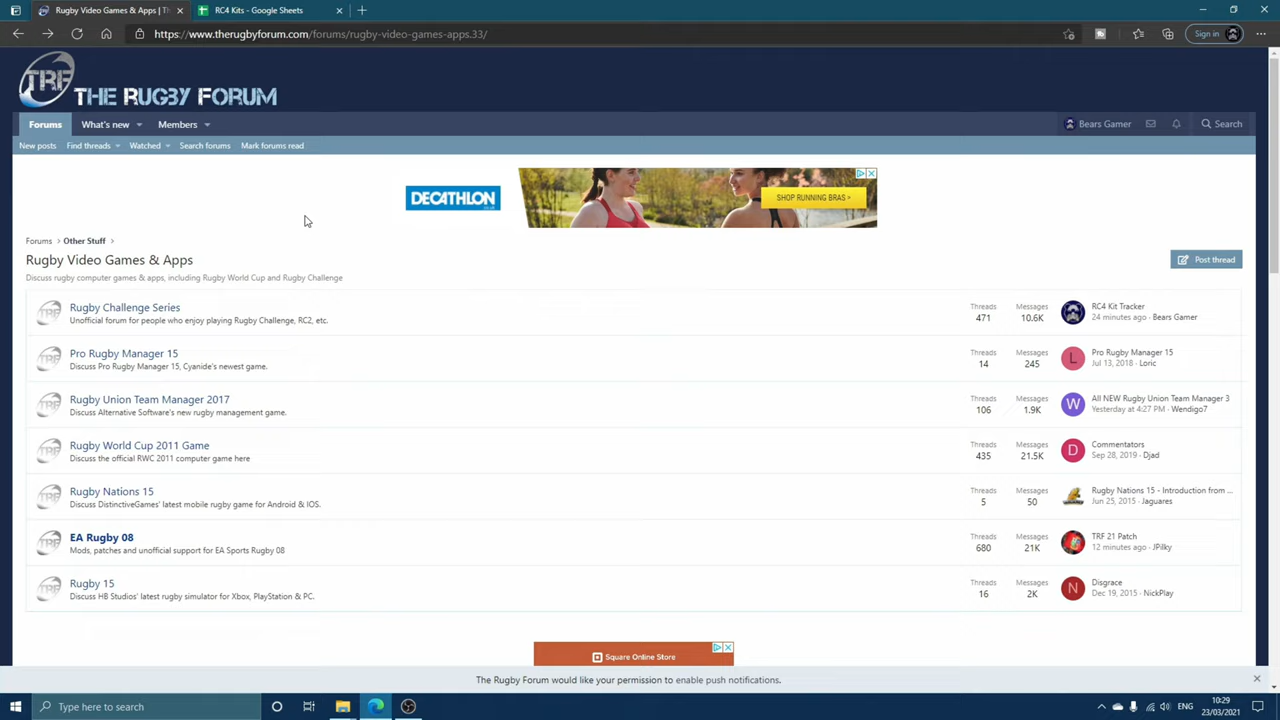 Rugby Video Games & Apps | Th
RC4 Kits - Google Sheets
https://www.therugbyforum.com/forums/rugby-video-games-apps.33/
Sign in
TRF THE RUGBY FORUM
Forums
What's new
Members
Bears Gamer
Search
New posts
Find threads
Watched
Search forums
Mark forums read
DECATHLON
SHOP RUNNING BRAS >
Forums > Other Stuff >
Rugby Video Games & Apps
Post thread
Discuss rugby computer games & apps, including Rugby World Cup and Rugby Challenge
Rugby Challenge Series
Unofficial forum for people who enjoy playing Rugby Challenge, RC2, etc.
Threads
471
Messages
10.6K
RC4 Kit Tracker
24 minutes ago · Bears Gamer
Pro Rugby Manager 15
Discuss Pro Rugby Manager 15, Cyanide's newest game.
Threads
14
Messages
245
L
Pro Rugby Manager 15
Jul 13, 2018 · Loric
Rugby Union Team Manager 2017
Discuss Alternative Software's new rugby management game.
Threads
106
Messages
1.9K
W
All NEW Rugby Union Team Manager 3
Yesterday at 4:27 PM · Wendigo7
Rugby World Cup 2011 Game
Discuss the official RWC 2011 computer game here
Threads
435
Messages
21.5K
D
Commentators
Sep 28, 2019 · Djad
Rugby Nations 15
Discuss DistinctiveGames' latest mobile rugby game for Android & IOS.
Threads
5
Messages
50
Rugby Nations 15 - Introduction from ...
Jun 25, 2015 · Jaguares
EA Rugby 08
Mods, patches and unofficial support for EA Sports Rugby 08
Threads
680
Messages
21K
TRF 21 Patch
12 minutes ago · JPilky
Rugby 15
Discuss HB Studios' latest rugby simulator for Xbox, PlayStation & PC.
Threads
16
Messages
2K
N
Disgrace
Dec 19, 2015 · NickPlay
Square Online Store
The Rugby Forum would like your permission to enable push notifications.
Type here to search
ENG
10:29
23/03/2021